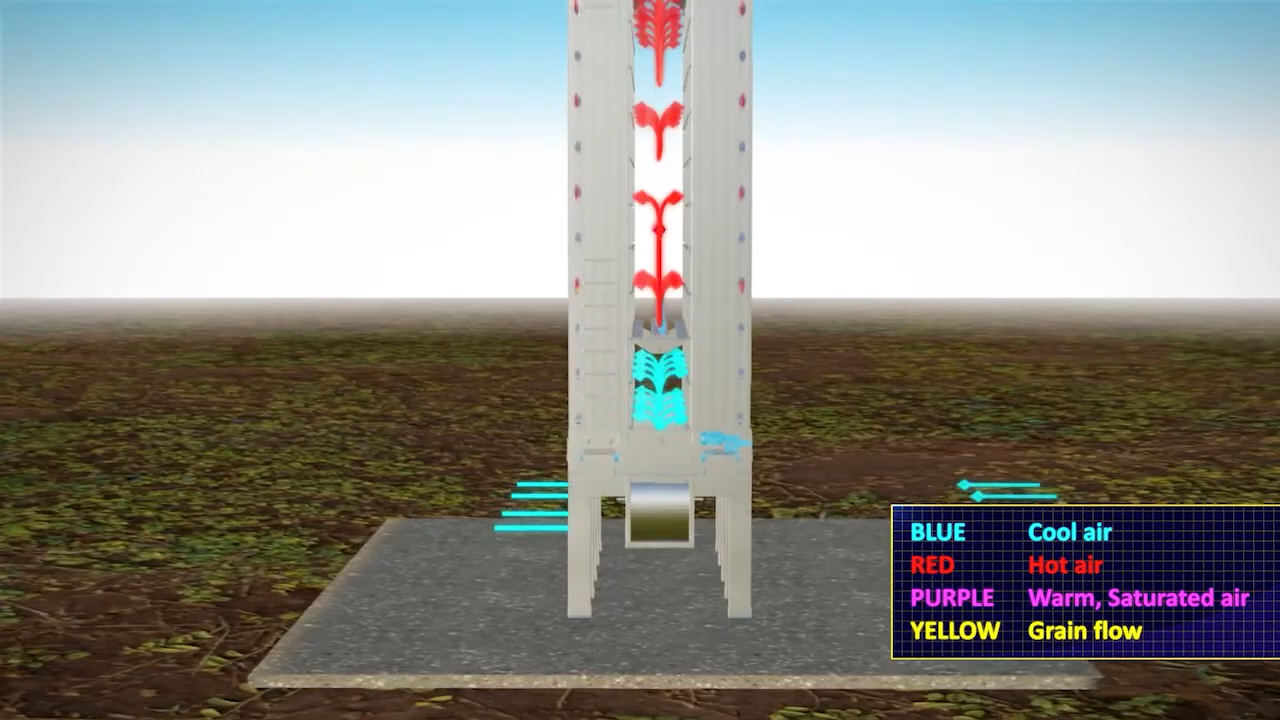 BLUE Cool air
RED Hot air
PURPLE Warm, Saturated air
YELLOW Grain flow